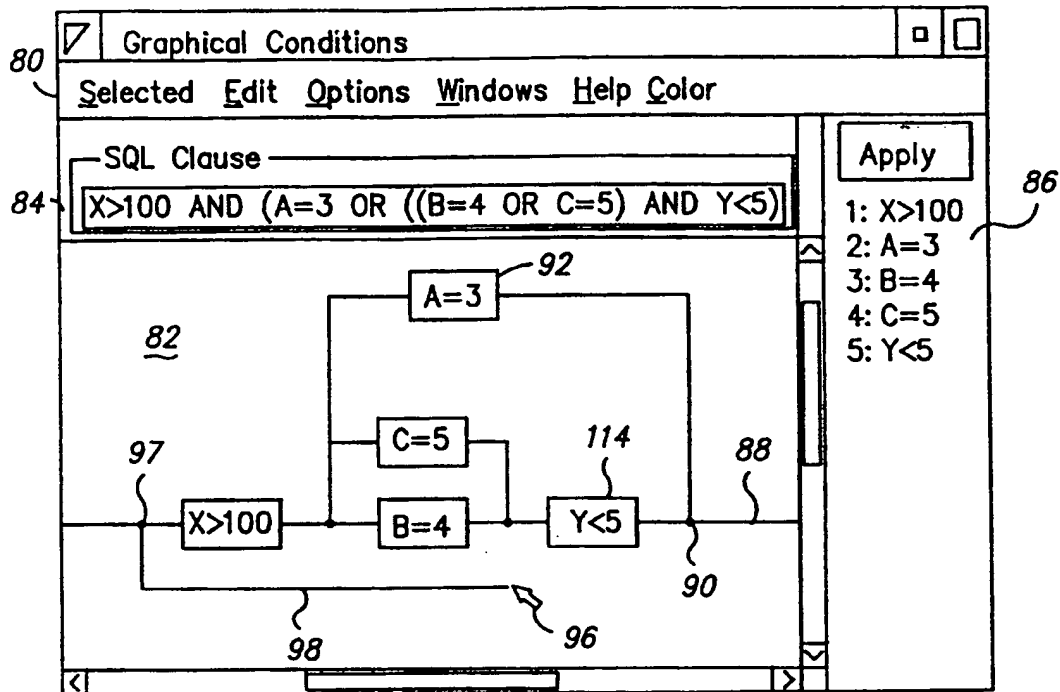 Graphical Conditions
80
Selected Edit Options Windows Help Color
SQL Clause
84
X>100 AND (A=3 OR ((B=4 OR C=5) AND Y<5)
Apply
86
1: X>100
2: A=3
3: B=4
4: C=5
5: Y<5
92
A=3
82
C=5
114
88
97
X>100
B=4
Y<5
90
98
96